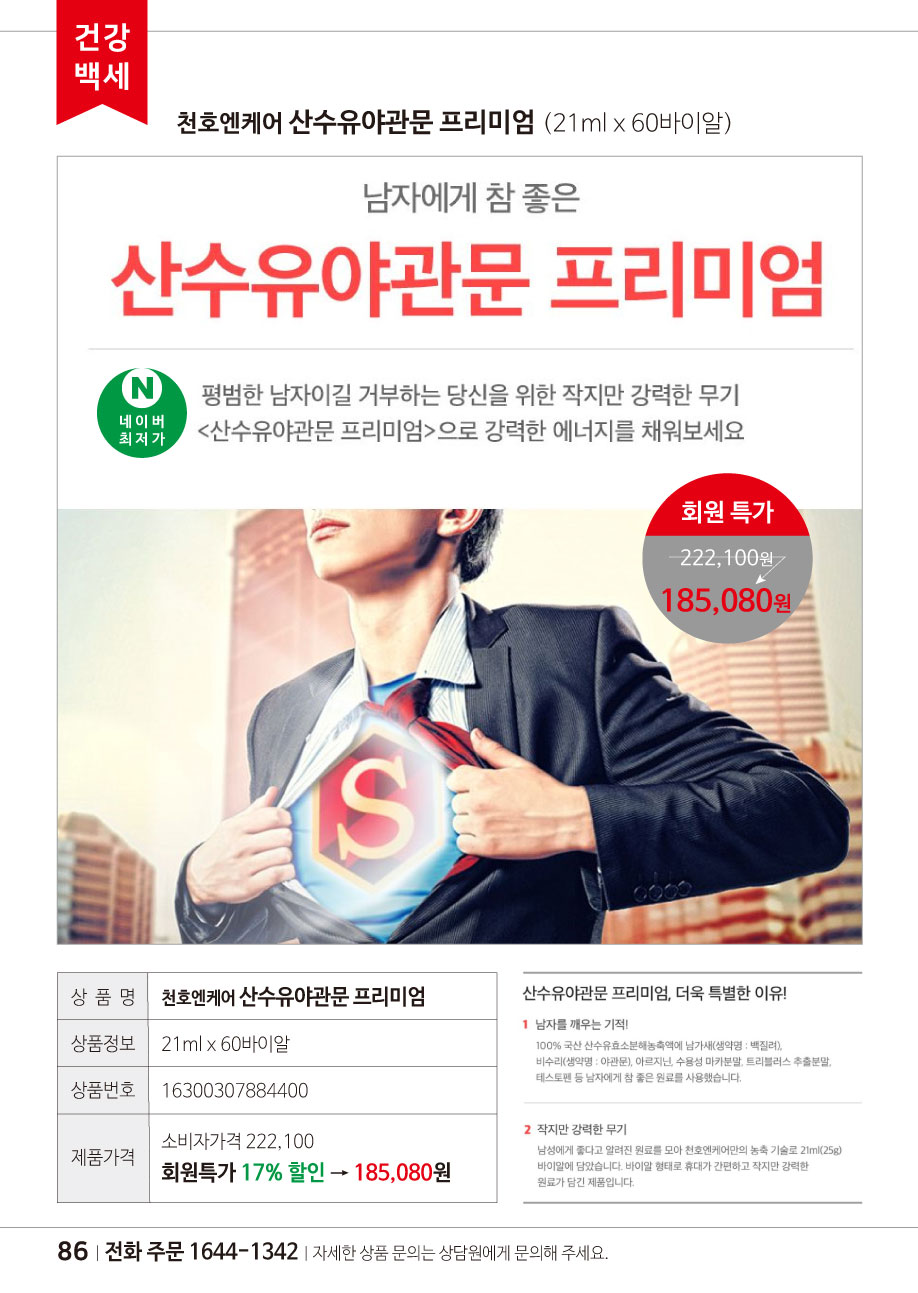 건강
백세
천호엔케어 산수유야관문 프리미엄 (21ml x 60바이알)
남자에게 참 좋은
산수유야관문 프리미엄
N
네이버
최저가
평범한 남자이길 거부하는 당신을 위한 작지만 강력한 무기
<산수유야관문 프리미엄>으로 강력한 에너지를 채워보세요
회원 특가
222,100원
185,080원
S
상 품 명 천호엔케어 산수유야관문 프리미엄
상품정보 21ml x 60바이알
상품번호 16300307884400
제품가격 소비자가격 222,100
회원특가 17% 할인 → 185,080원
산수유야관문 프리미엄, 더욱 특별한 이유!
1 남자를 깨우는 기적!
100% 국산 산수유효소분해농축액에 남가새(생약명 : 백질려),
비수리(생약명 : 야관문), 아르지닌, 수용성 마카분말, 트리블러스 추출분말,
테스토펜 등 남자에게 참 좋은 원료를 사용했습니다.
2 작지만 강력한 무기
남성에게 좋다고 알려진 원료를 모아 천호엔케어만의 농축 기술로 21ml(25g)
바이알에 담았습니다. 바이알 형태로 휴대가 간편하고 작지만 강력한
원료가 담긴 제품입니다.
86 | 전화 주문 1644-1342 | 자세한 상품 문의는 상담원에게 문의해 주세요.